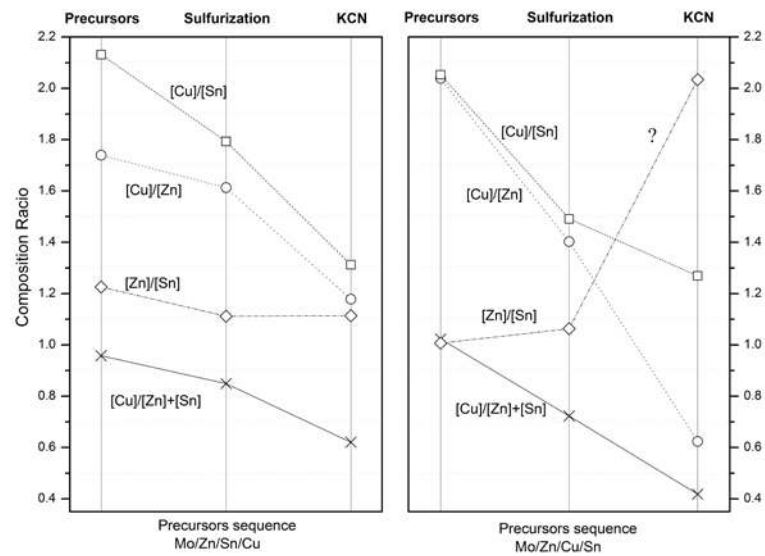 Precursors Sulfurization KCN
Precursors Sulfurization KCN
Composition Racio
2.2
2.0
1.8
1.6
1.4
1.2
1.0
0.8
0.6
0.4
[Cu]/[Sn]
[Cu]/[Zn]
[Zn]/[Sn]
[Cu]/[Zn]+[Sn]
Precursors sequence
Mo/Zn/Sn/Cu
[Cu]/[Sn]
?
[Cu]/[Zn]
[Zn]/[Sn]
[Cu]/[Zn]+[Sn]
2.2
2.0
1.8
1.6
1.4
1.2
1.0
0.8
0.6
0.4
Precursors sequence
Mo/Zn/Cu/Sn